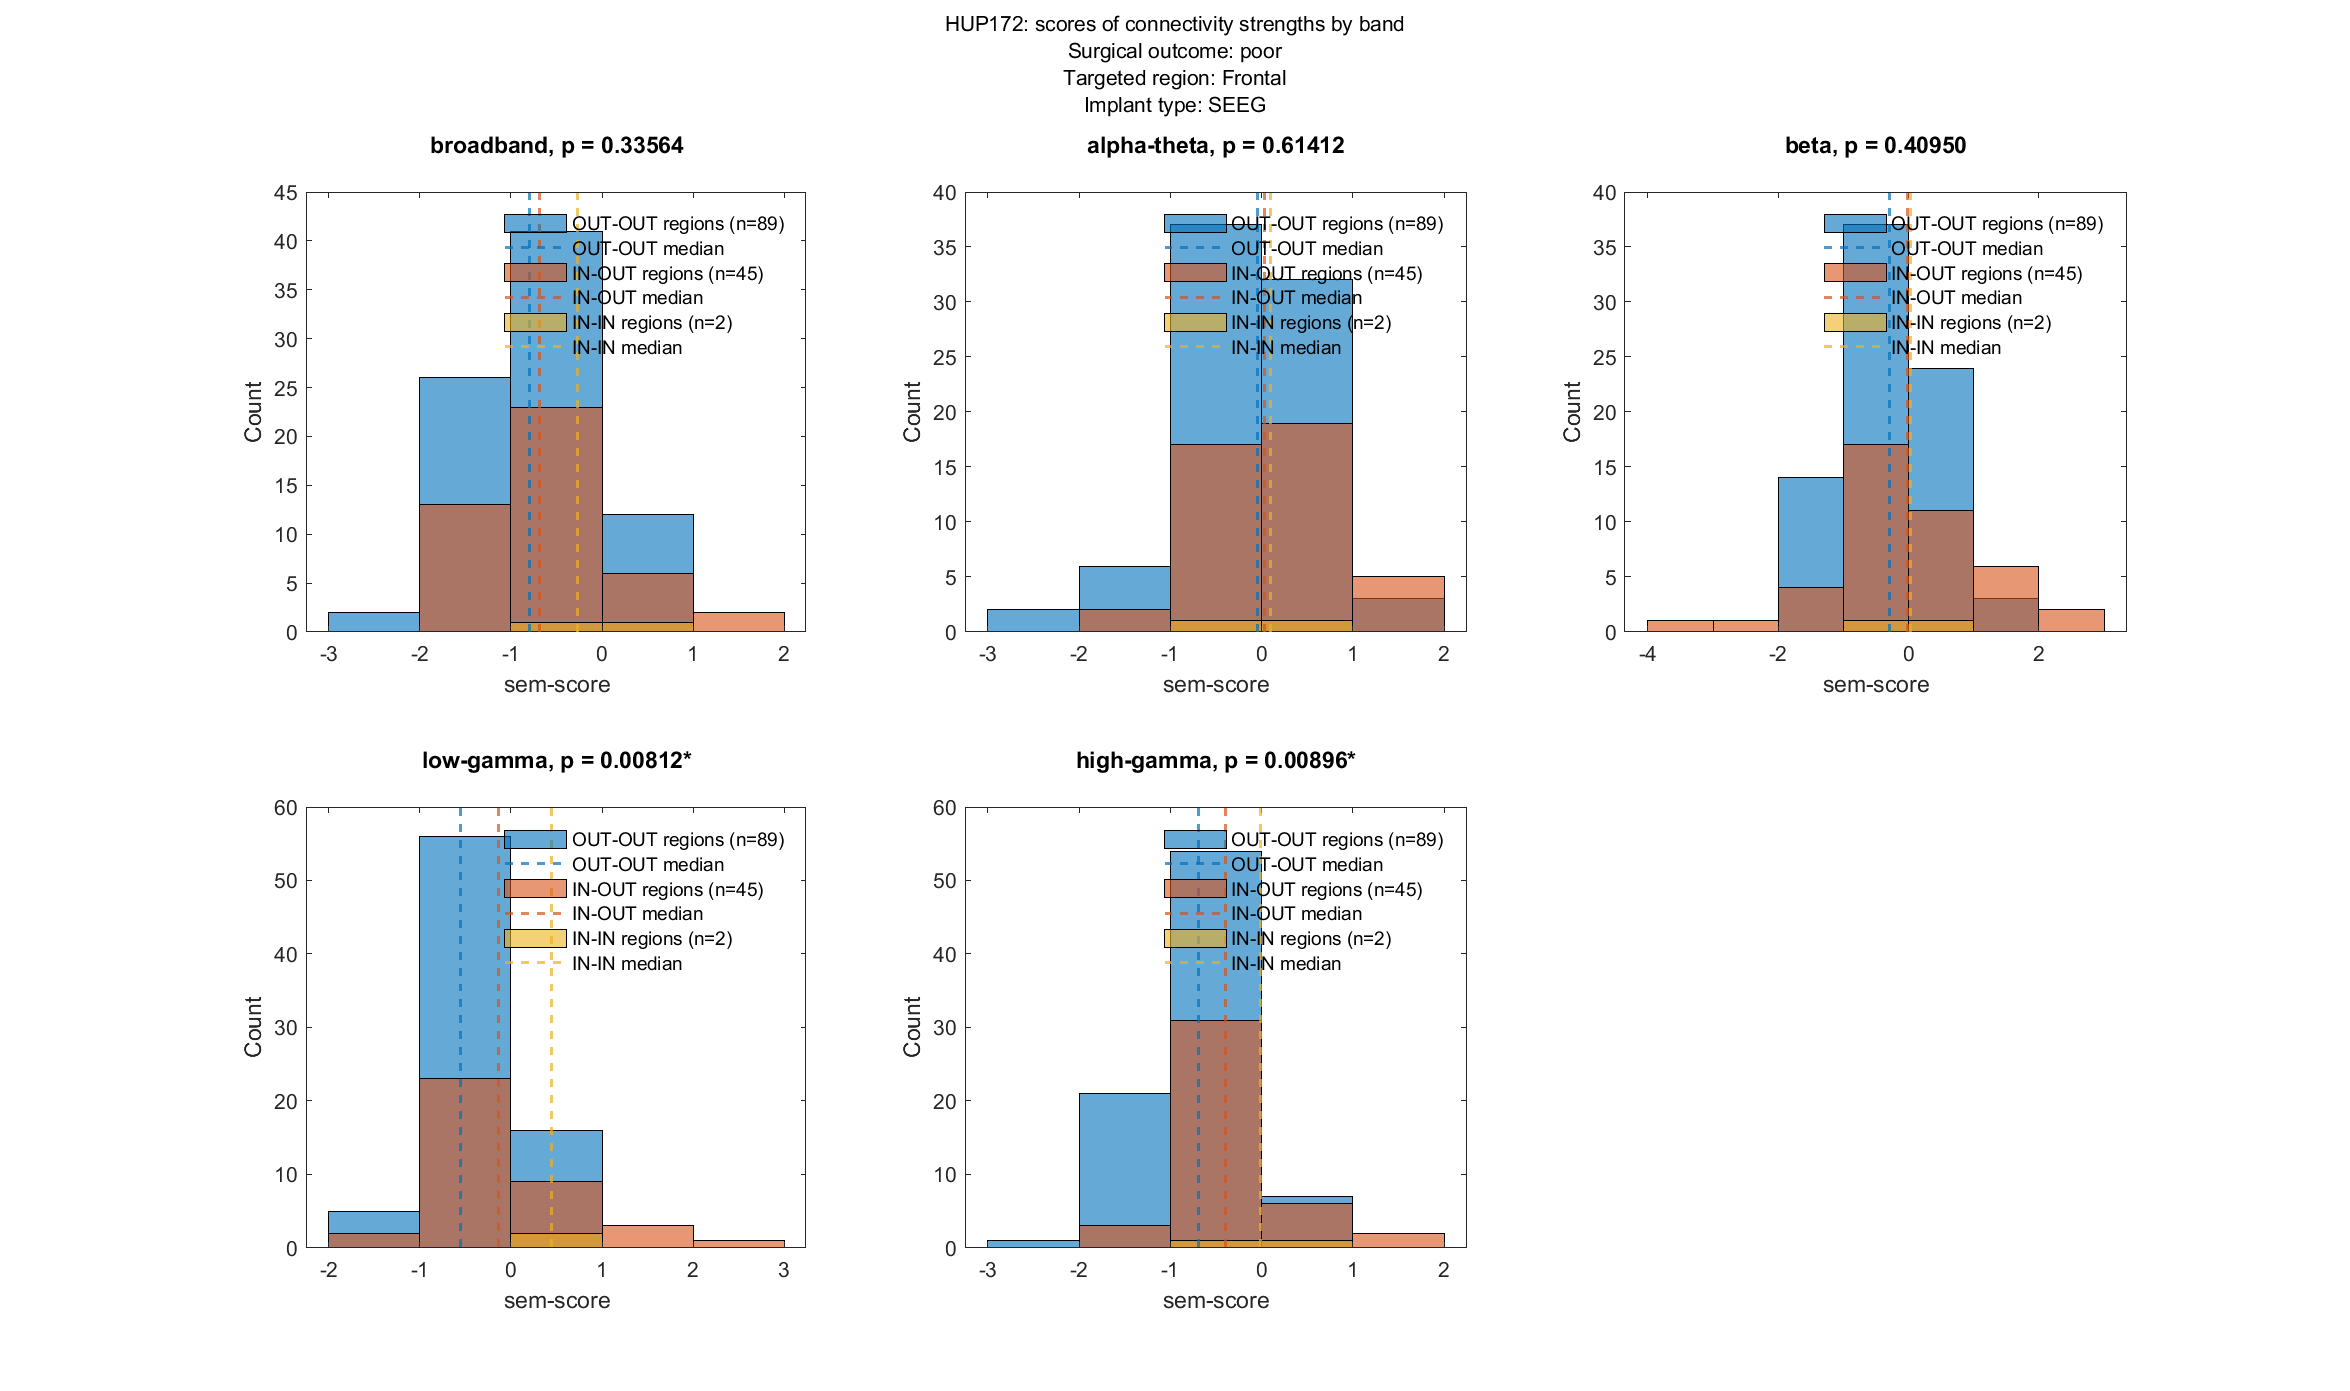 HUP172: scores of connectivity strengths by band
Surgical outcome: poor
Targeted region: Frontal
Implant type: SEEG
broadband, p = 0.33564
45
40
35
30
25
20
15
10
5
0
Count
-3 -2 -1 0 1 2
sem-score
OUT-OUT regions (n=89)
OUT-OUT median
IN-OUT regions (n=45)
IN-OUT median
IN-IN regions (n=2)
IN-IN median
alpha-theta, p = 0.61412
40
35
30
25
20
15
10
5
0
Count
-3 -2 -1 0 1 2
sem-score
OUT-OUT regions (n=89)
OUT-OUT median
IN-OUT regions (n=45)
IN-OUT median
IN-IN regions (n=2)
IN-IN median
beta, p = 0.40950
40
35
30
25
20
15
10
5
0
Count
-4 -2 0 2
sem-score
OUT-OUT regions (n=89)
OUT-OUT median
IN-OUT regions (n=45)
IN-OUT median
IN-IN regions (n=2)
IN-IN median
low-gamma, p = 0.00812*
60
50
40
30
20
10
0
Count
-2 -1 0 1 2 3
sem-score
OUT-OUT regions (n=89)
OUT-OUT median
IN-OUT regions (n=45)
IN-OUT median
IN-IN regions (n=2)
IN-IN median
high-gamma, p = 0.00896*
60
50
40
30
20
10
0
Count
-3 -2 -1 0 1 2
sem-score
OUT-OUT regions (n=89)
OUT-OUT median
IN-OUT regions (n=45)
IN-OUT median
IN-IN regions (n=2)
IN-IN median